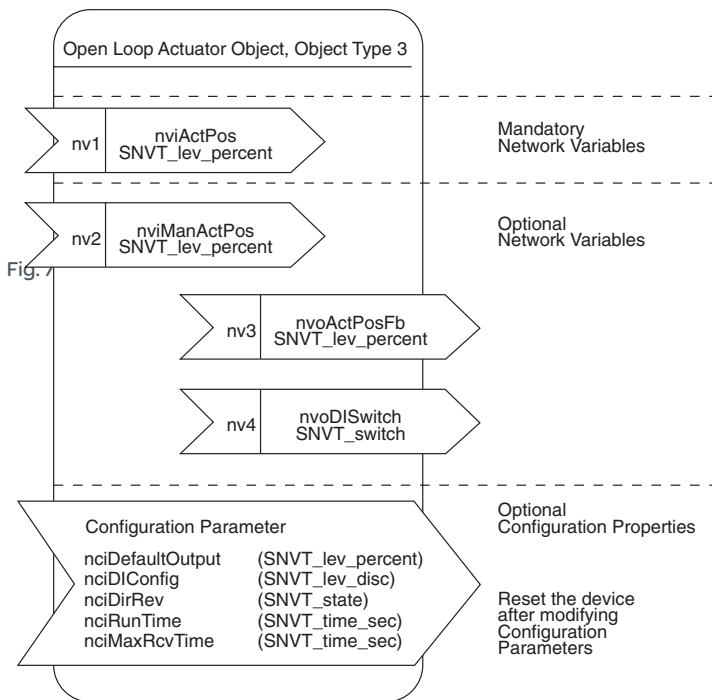 Open Loop Actuator Object, Object Type 3
nv1
nviActPos
SNVT_lev_percent
Mandatory
Network Variables
nv2
nviManActPos
SNVT_lev_percent
Optional
Network Variables
Fig. 7
nv3
nvoActPosFb
SNVT_lev_percent
nv4
nvoDISwitch
SNVT_switch
Configuration Parameter
nciDefaultOutput (SNVT_lev_percent)
nciDIConfig (SNVT_lev_disc)
nciDirRev (SNVT_state)
nciRunTime (SNVT_time_sec)
nciMaxRcvTime (SNVT_time_sec)
Optional
Configuration Properties
Reset the device
after modifying
Configuration
Parameters